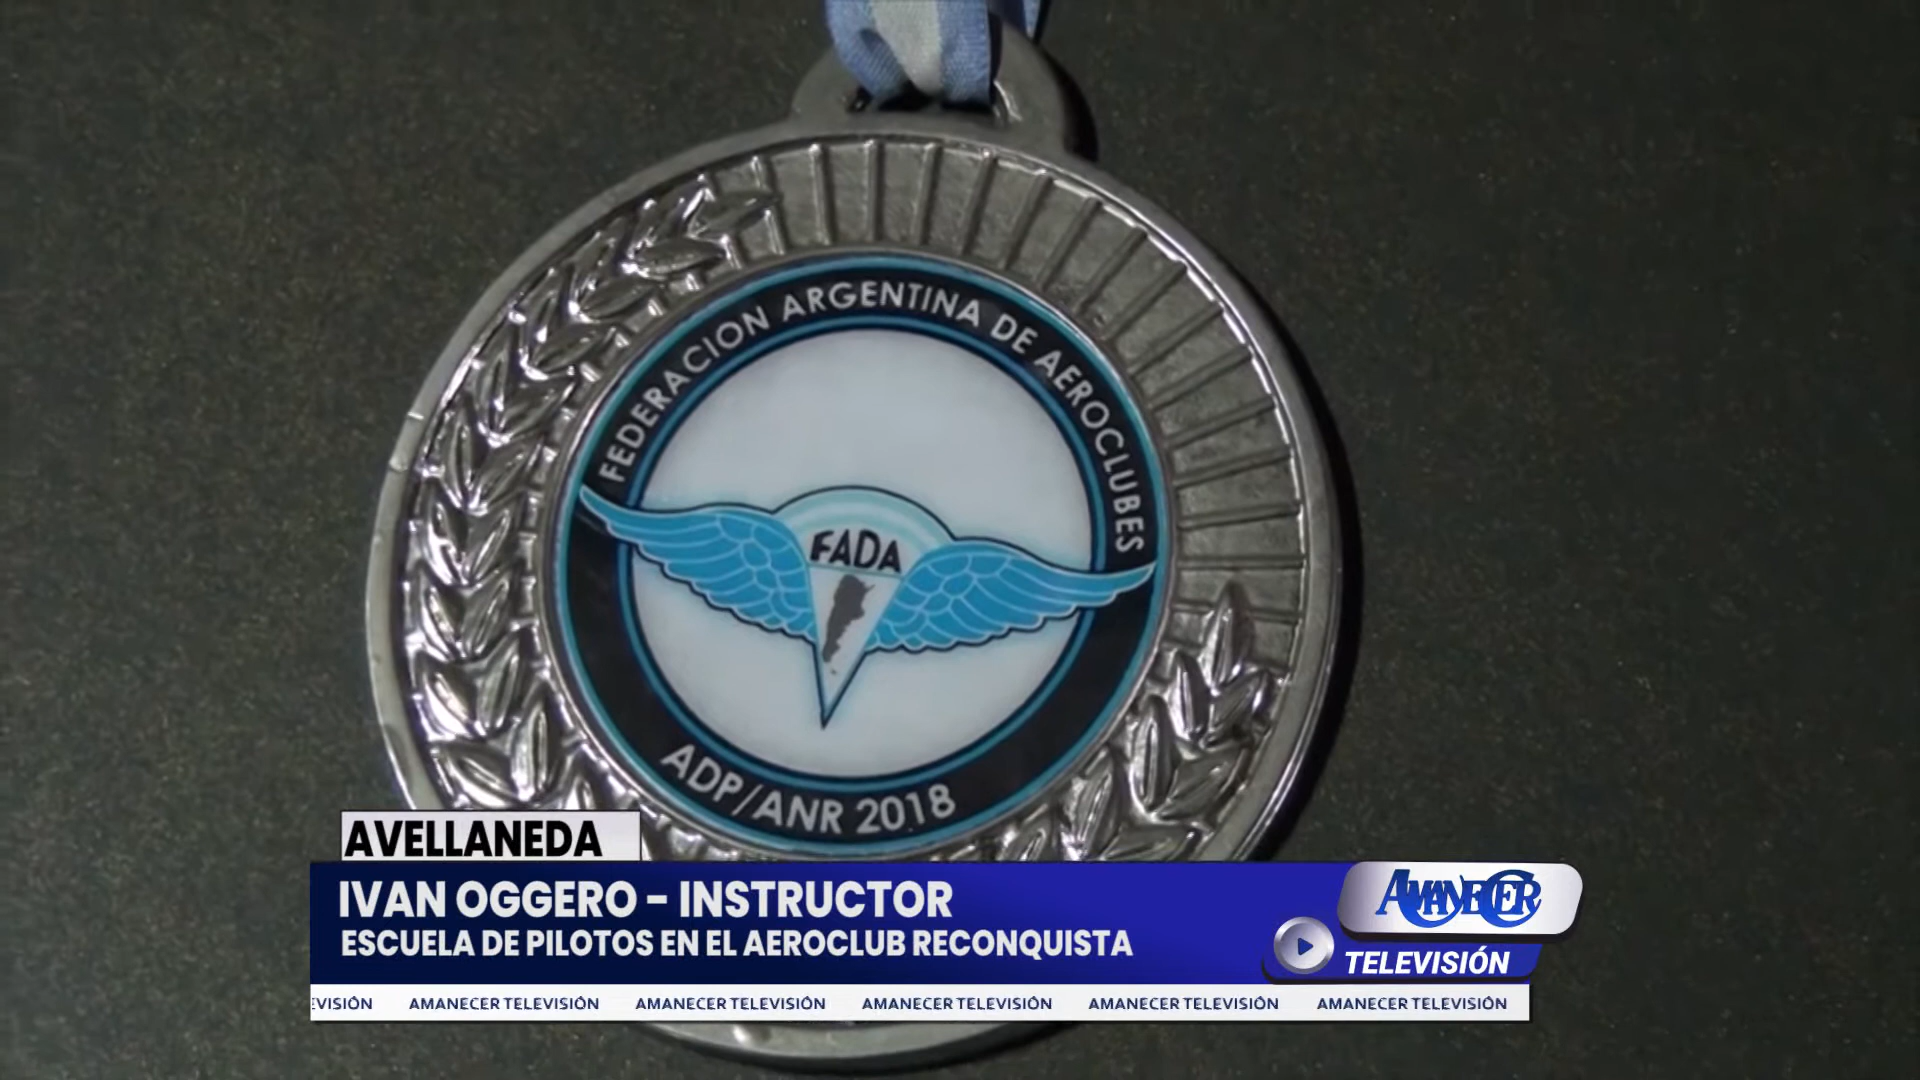 FEDERACION ARGENTINA DE AEROCLUBES
FADA
ADP/ANR 2018
AVELLANEDA
IVAN OGGERO - INSTRUCTOR
ESCUELA DE PILOTOS EN EL AEROCLUB RECONQUISTA
AMANECER
TELEVISIÓN
EVISIÓN AMANECER TELEVISIÓN AMANECER TELEVISIÓN AMANECER TELEVISIÓN AMANECER TELEVISIÓN AMANECER TELEVISIÓN